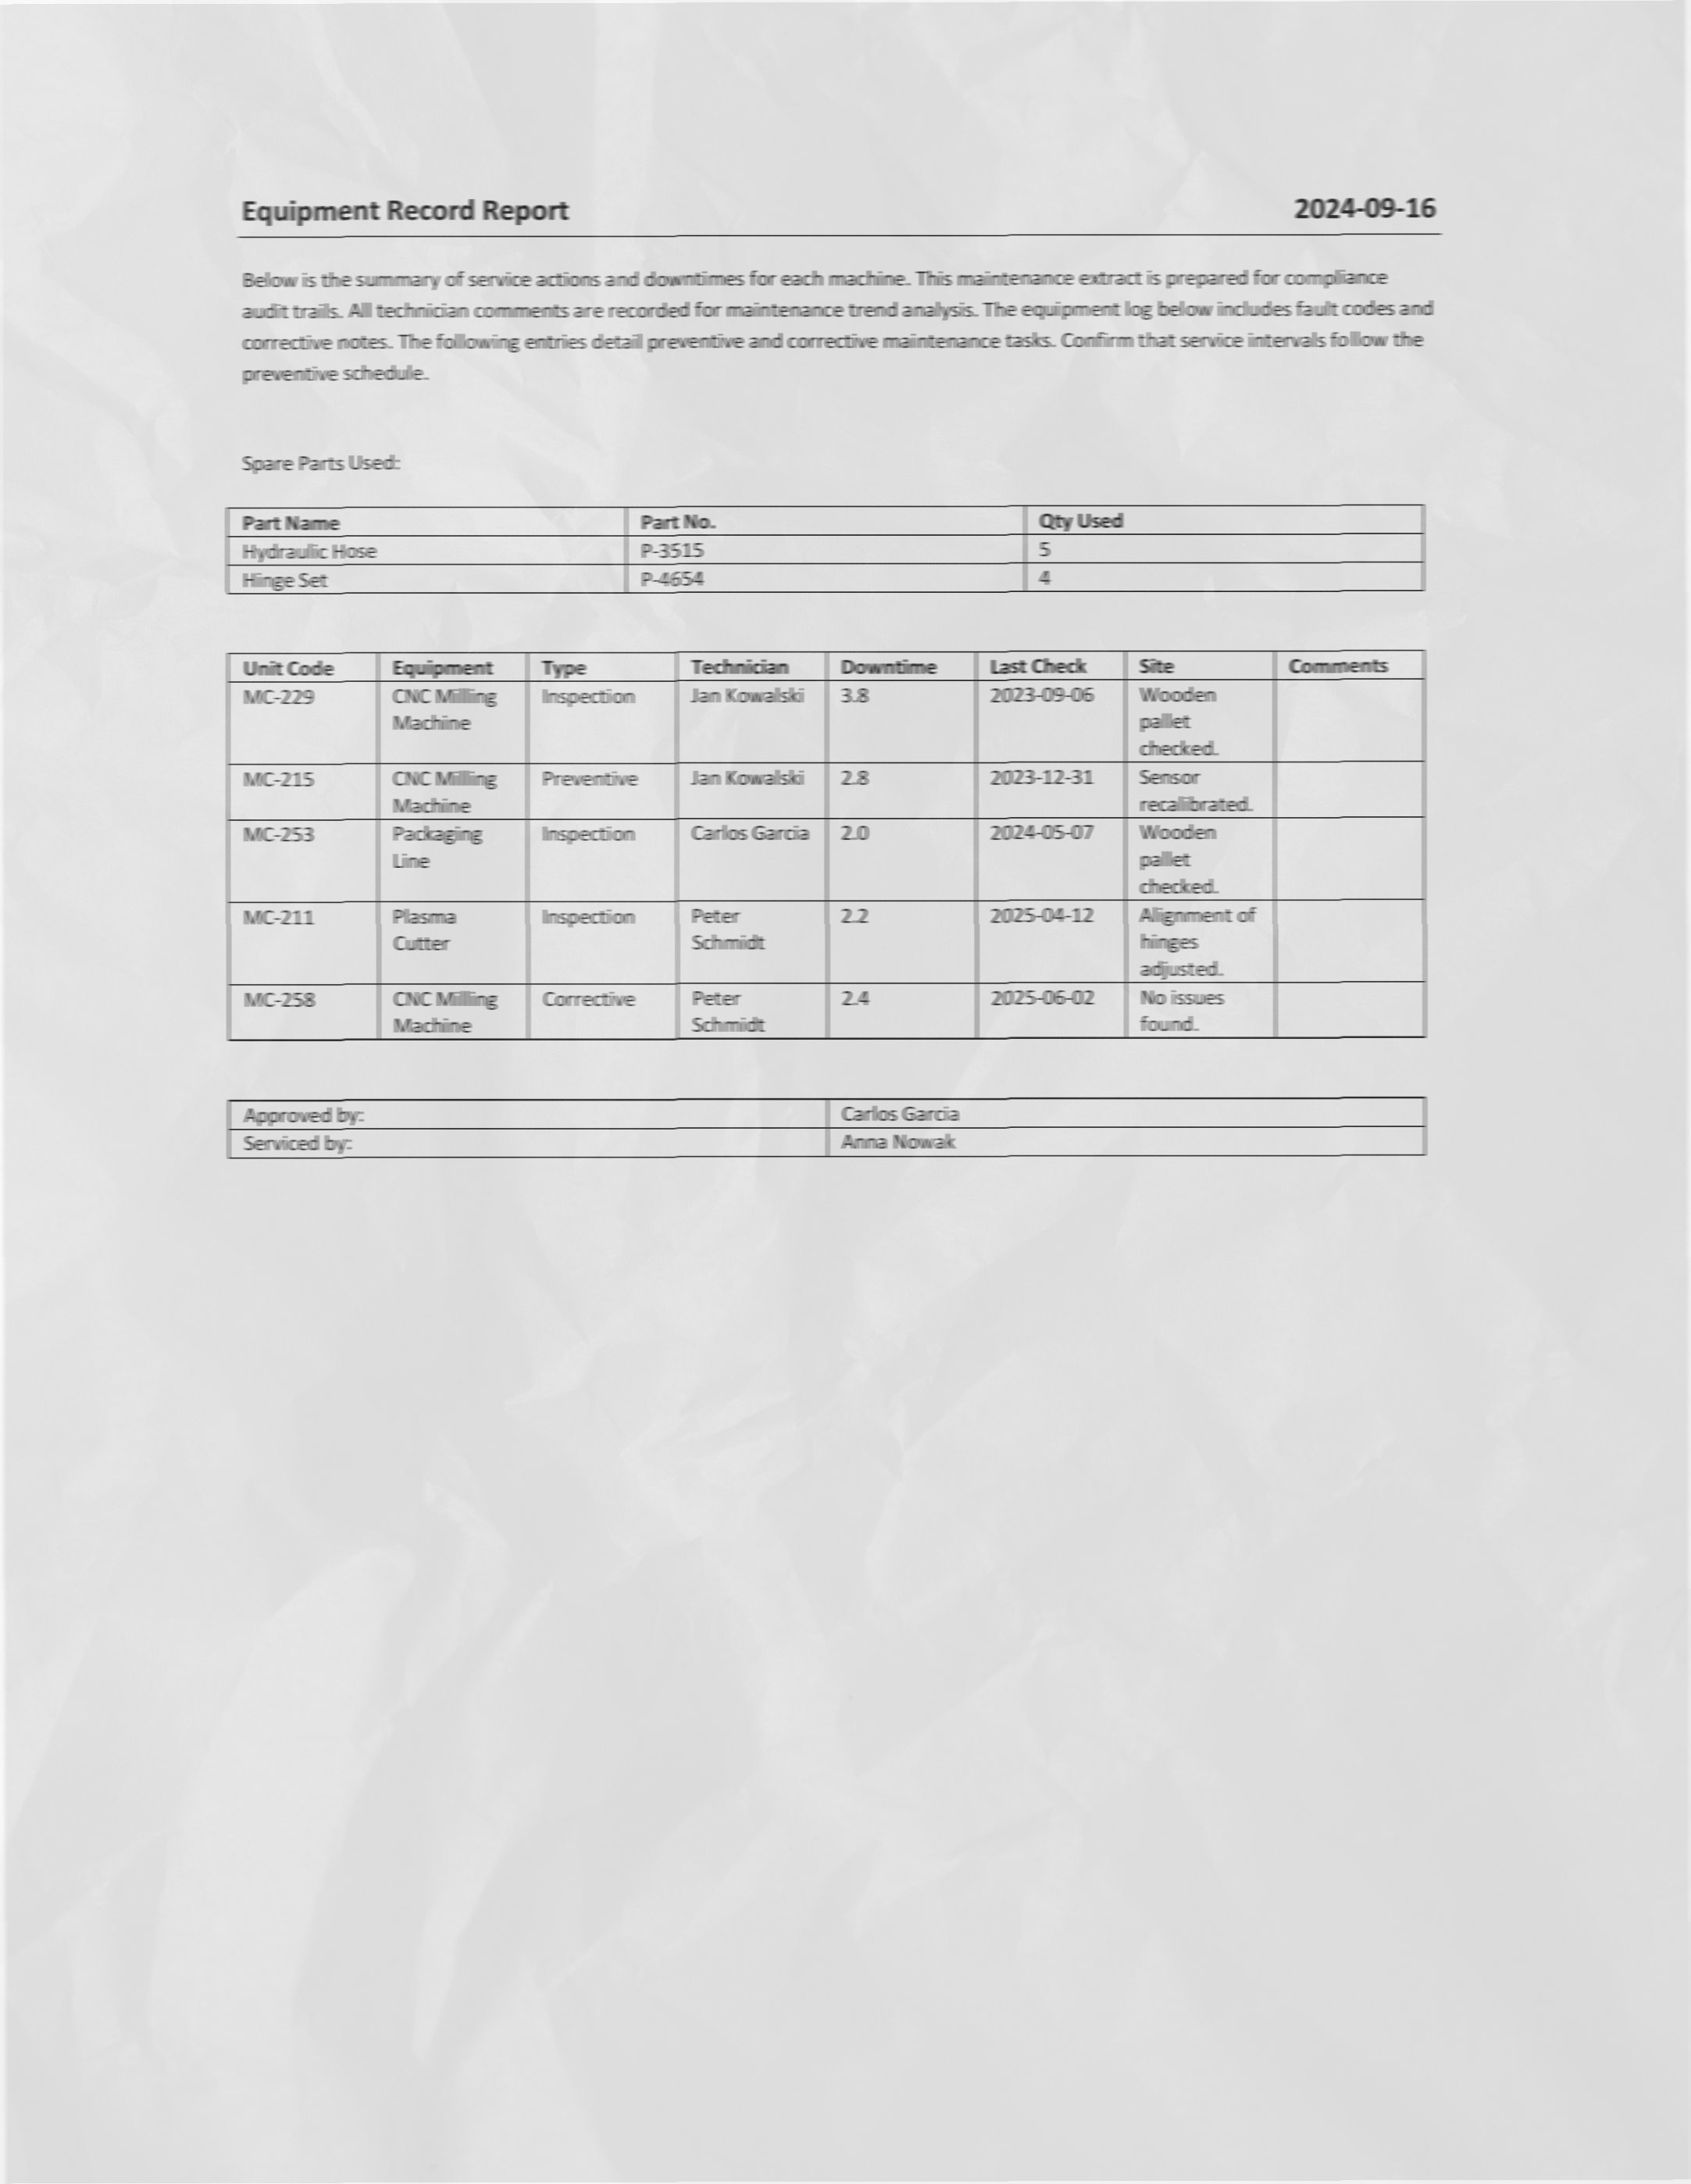 Equipment Record Report 2024-09-16
Below is the summary of service actions and downtimes for each machine. This maintenance extract is prepared for compliance
audit trails. All technician comments are recorded for maintenance trend analysis. The equipment log below includes fault codes and
corrective notes. The following entries detail preventive and corrective maintenance tasks. Confirm that service intervals follow the
preventive schedule.
Spare Parts Used:
Part Name Part No. Qty Used
Hydraulic Hose P-3515 5
Hinge Set P-4654 4
Unit Code Equipment Type Technician Downtime Last Check Site Comments
MC-229 CNC Milling Inspection Jan Kowalski 3.8 2023-09-06 Wooden
Machine pallet
checked.
MC-215 CNC Milling Preventive Jan Kowalski 2.8 2023-12-31 Sensor
Machine recalibrated.
MC-253 Packaging Inspection Carlos Garcia 2.0 2024-05-07 Wooden
Line pallet
checked.
MC-211 Plasma Inspection Peter 2.2 2025-04-12 Alignment of
Cutter Schmidt hinges
adjusted.
MC-258 CNC Milling Corrective Peter 2.4 2025-06-02 No issues
Machine Schmidt found.
Approved by: Carlos Garcia
Serviced by: Anna Nowak